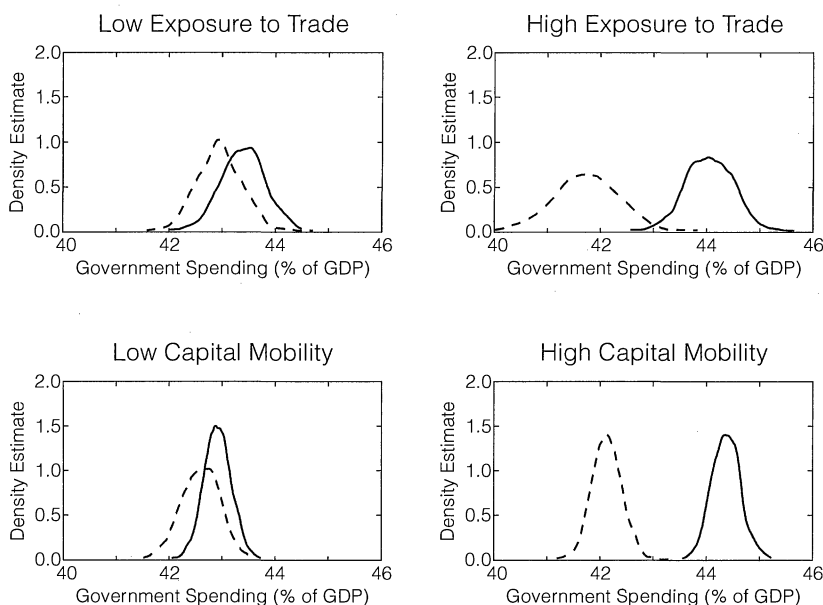 Low Exposure to Trade
2.0
1.5
1.0
0.5
0.0
Density Estimate
40 42 44 46
Government Spending (% of GDP)
High Exposure to Trade
2.0
1.5
1.0
0.5
0.0
Density Estimate
40 42 44 46
Government Spending (% of GDP)
Low Capital Mobility
2.0
1.5
1.0
0.5
0.0
Density Estimate
40 42 44 46
Government Spending (% of GDP)
High Capital Mobility
2.0
1.5
1.0
0.5
0.0
Density Estimate
40 42 44 46
Government Spending (% of GDP)